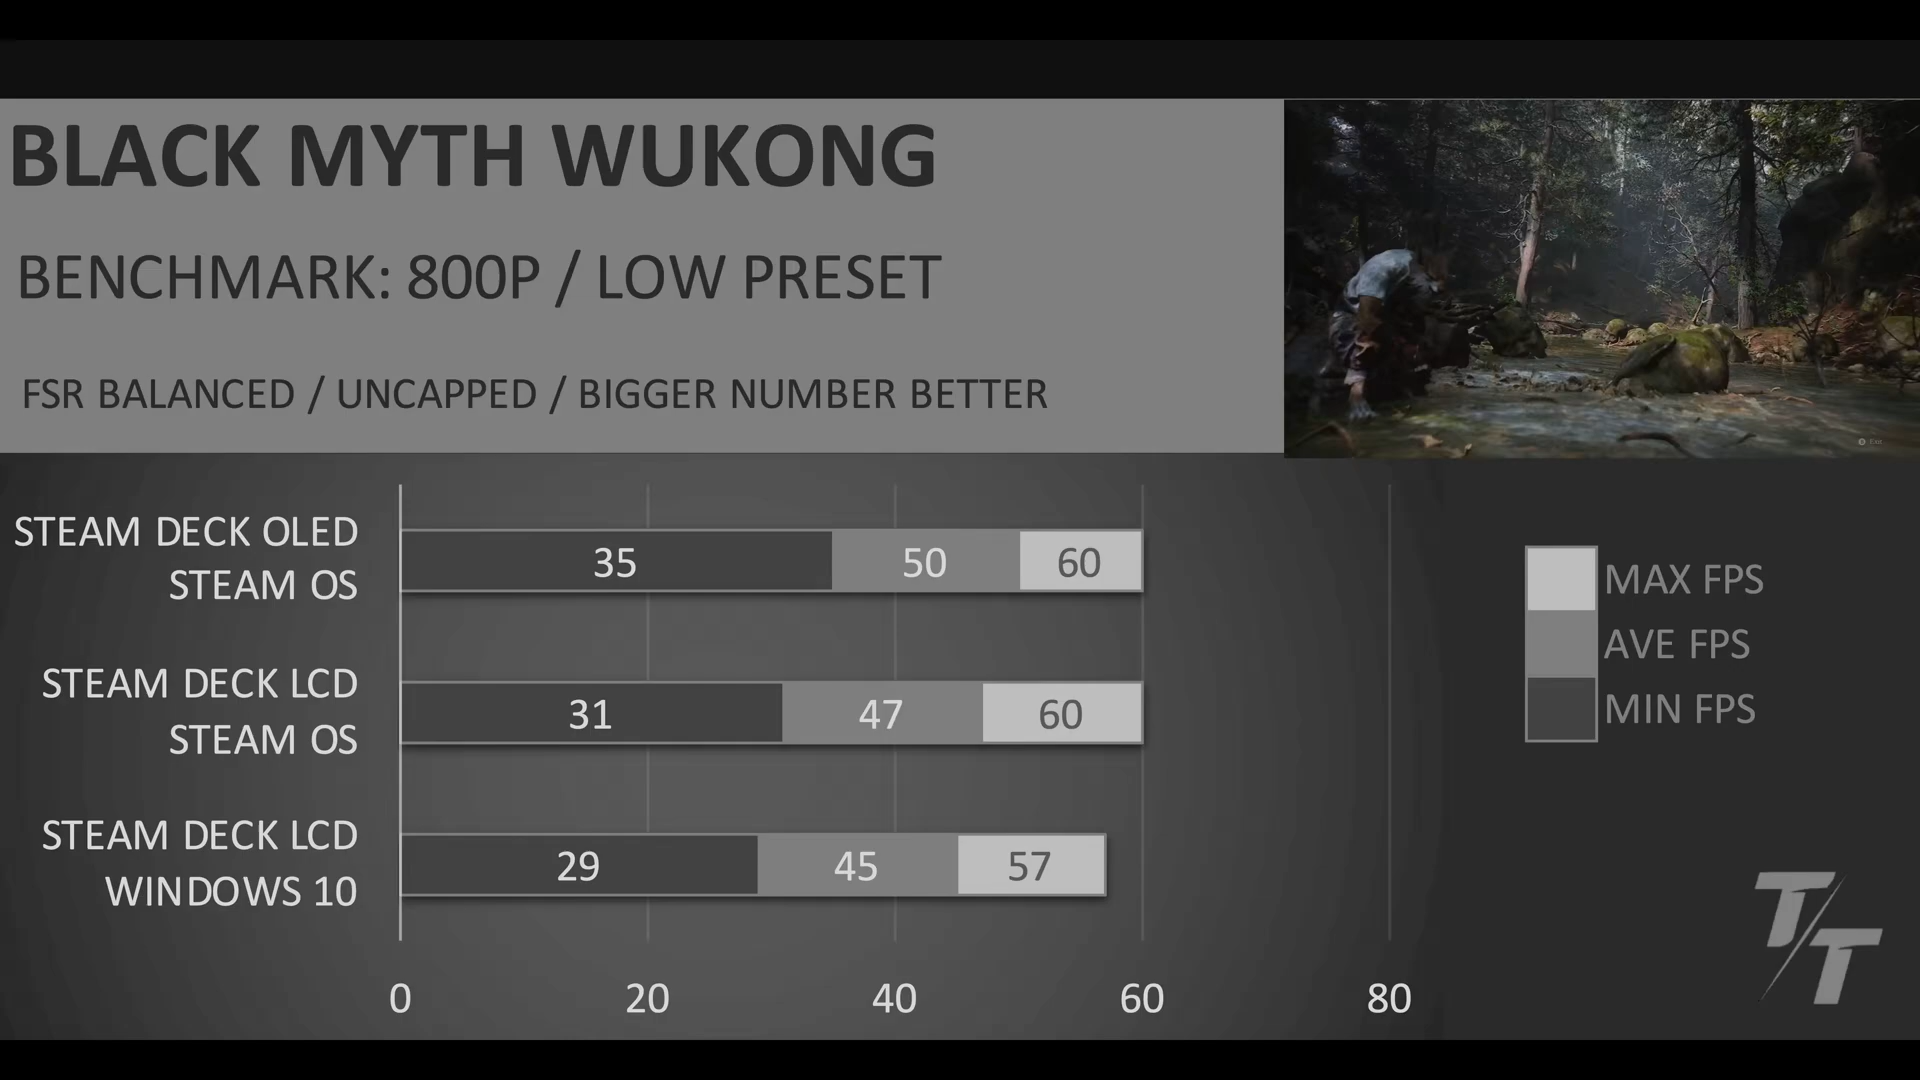 BLACK MYTH WUKONG
BENCHMARK: 800P / LOW PRESET
FSR BALANCED / UNCAPPED / BIGGER NUMBER BETTER
Exit
STEAM DECK OLED
STEAM OS
35 50 60
STEAM DECK LCD
STEAM OS
31 47 60
STEAM DECK LCD
WINDOWS 10
29 45 57
0 20 40 60 80
MAX FPS
AVE FPS
MIN FPS
T/T